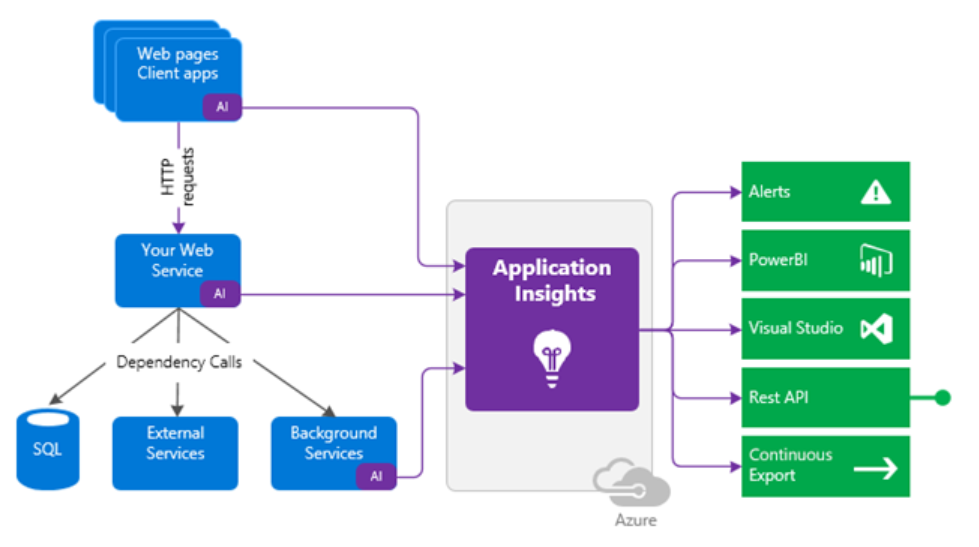 Web pages
Client apps
AI
HTTP
requests
Your Web
Service
AI
Dependency Calls
SQL
External
Services
Background
Services
AI
Application
Insights
Azure
Alerts
PowerBI
Visual Studio
Rest API
Continuous
Export